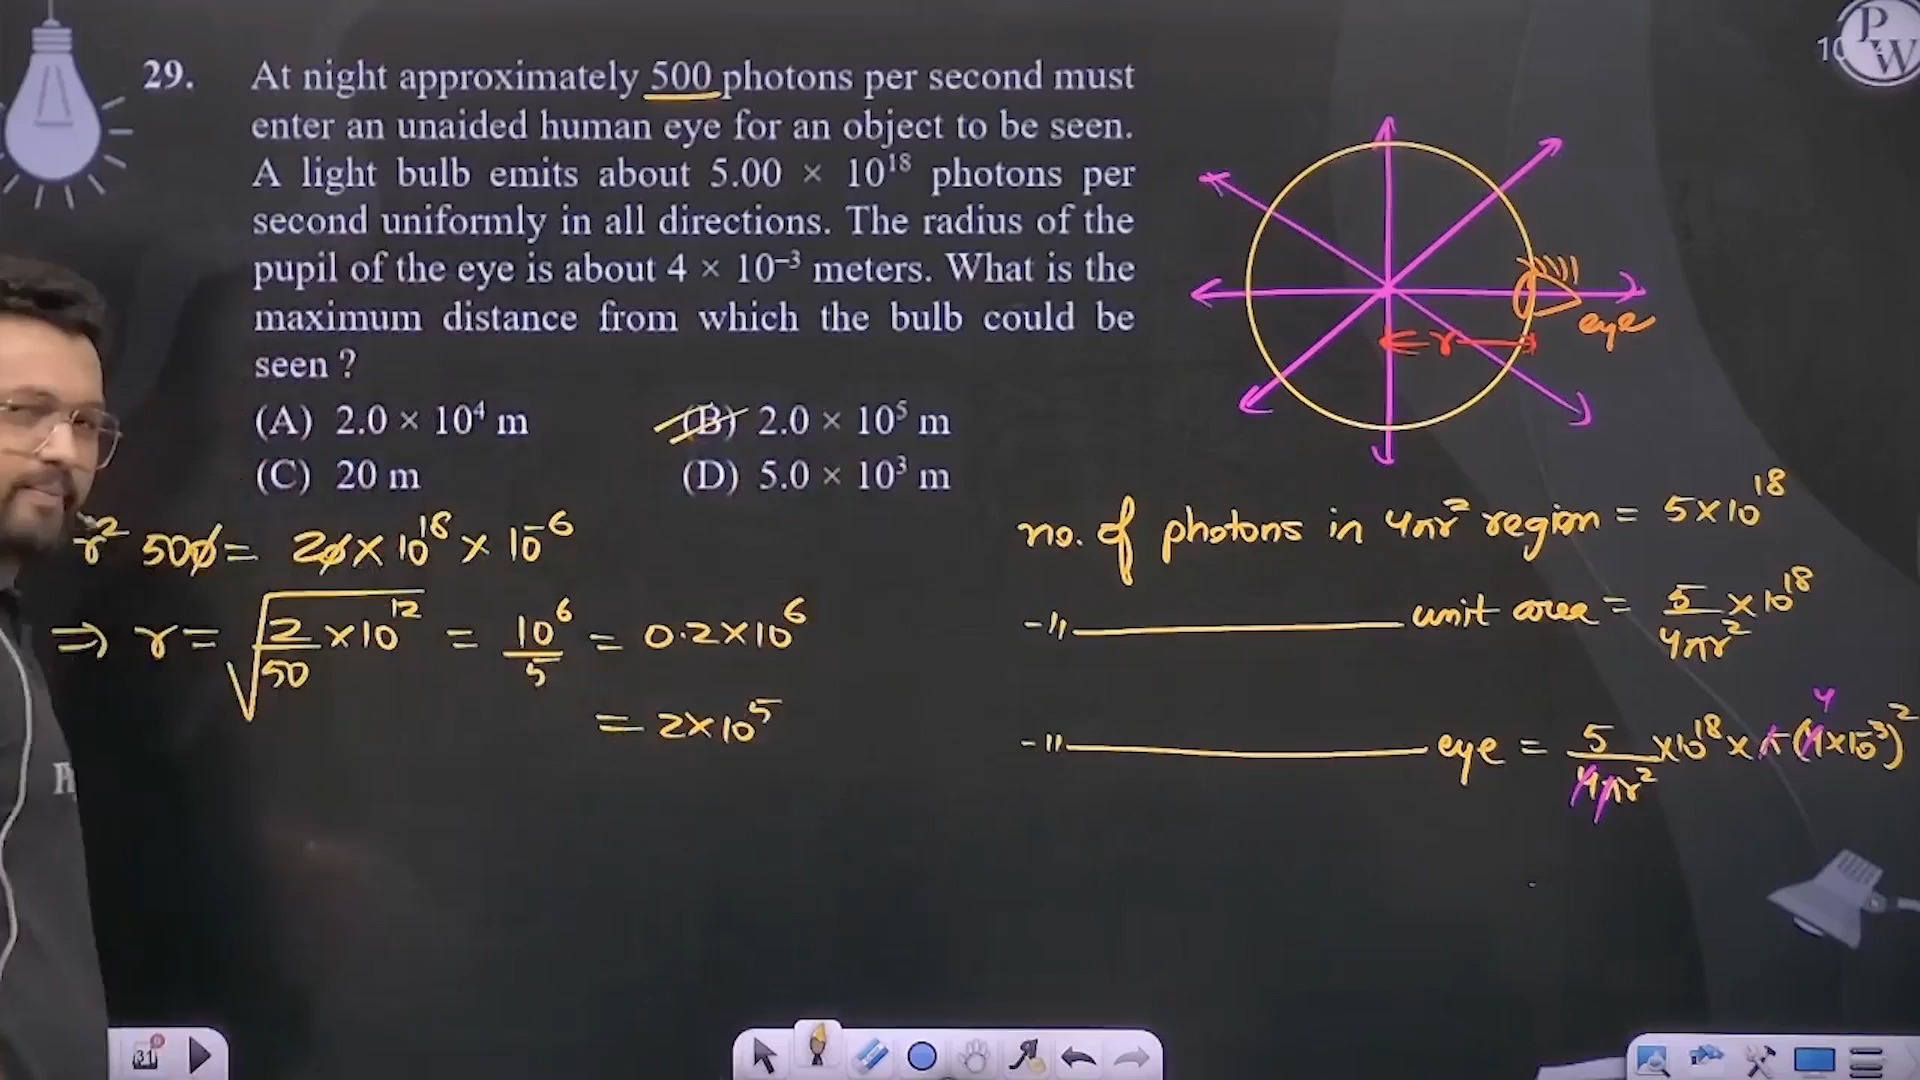 29. At night approximately 500 photons per second must
enter an unaided human eye for an object to be seen.
A light bulb emits about 5.00 × 10¹⁸ photons per
second uniformly in all directions. The radius of the
pupil of the eye is about 4 × 10⁻³ meters. What is the
maximum distance from which the bulb could be
seen ?
(A) 2.0 × 10⁴ m (B) 2.0 × 10⁵ m
(C) 20 m (D) 5.0 × 10³ m
PW
eye
r
r² 500 = 20 × 10¹⁸ × 10⁻⁶
⇒ r = √(2/50 × 10¹²) = 10⁶/5 = 0.2 × 10⁶
= 2 × 10⁵
no. of photons in 4πr² region = 5 × 10¹⁸
-〃- unit area = 5/4πr² × 10¹⁸
-〃- eye = 5/4πr² × 10¹⁸ × π (4 × 10⁻³)²
4
31